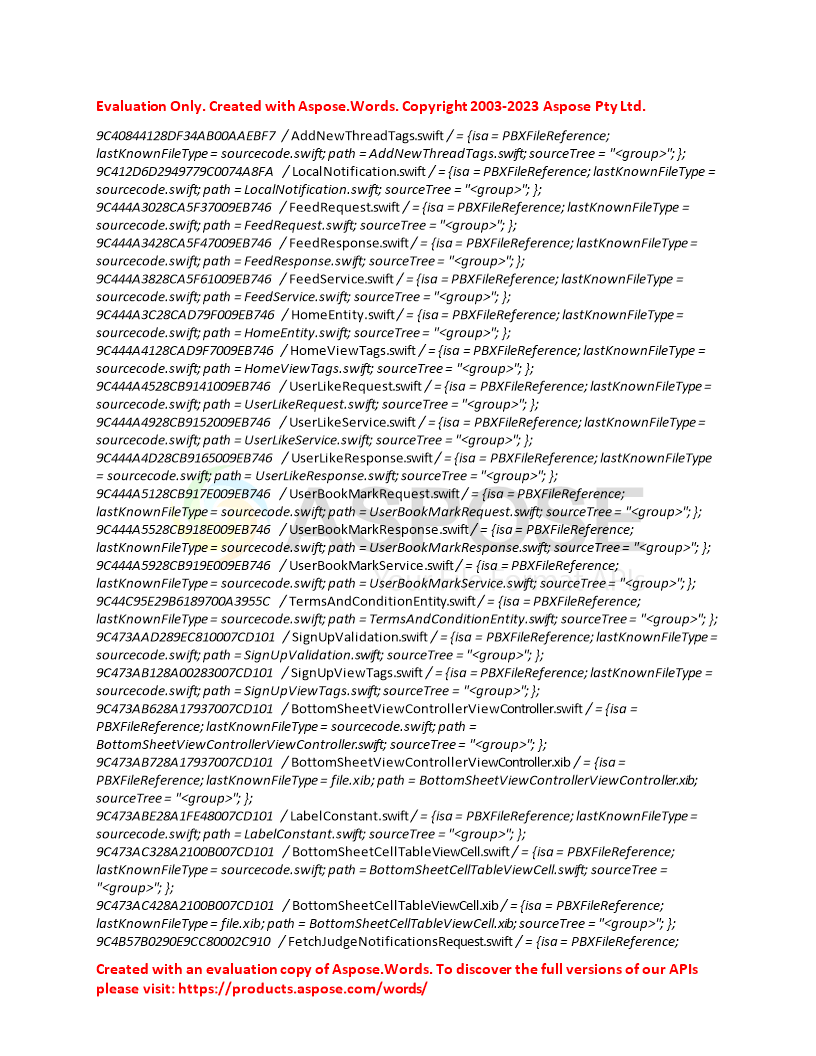 Evaluation Only. Created with Aspose.Words. Copyright 2003-2023 Aspose Pty Ltd.
9C40844128DF34AB00AAEBF7 / AddNewThreadTags.swift / = {isa = PBXFileReference;
lastKnownFileType = sourcecode.swift; path = AddNewThreadTags.swift; sourceTree = "<group>"; };
9C412D6D2949779C0074A8FA / LocalNotification.swift / = {isa = PBXFileReference; lastKnownFileType =
sourcecode.swift; path = LocalNotification.swift; sourceTree = "<group>"; };
9C444A3028CA5F37009EB746 / FeedRequest.swift / = {isa = PBXFileReference; lastKnownFileType =
sourcecode.swift; path = FeedRequest.swift; sourceTree = "<group>"; };
9C444A3428CA5F47009EB746 / FeedResponse.swift / = {isa = PBXFileReference; lastKnownFileType =
sourcecode.swift; path = FeedResponse.swift; sourceTree = "<group>"; };
9C444A3828CA5F61009EB746 / FeedService.swift / = {isa = PBXFileReference; lastKnownFileType =
sourcecode.swift; path = FeedService.swift; sourceTree = "<group>"; };
9C444A3C28CAD79F009EB746 / HomeEntity.swift / = {isa = PBXFileReference; lastKnownFileType =
sourcecode.swift; path = HomeEntity.swift; sourceTree = "<group>"; };
9C444A4128CAD9F7009EB746 / HomeViewTags.swift / = {isa = PBXFileReference; lastKnownFileType =
sourcecode.swift; path = HomeViewTags.swift; sourceTree = "<group>"; };
9C444A4528CB9141009EB746 / UserLikeRequest.swift / = {isa = PBXFileReference; lastKnownFileType =
sourcecode.swift; path = UserLikeRequest.swift; sourceTree = "<group>"; };
9C444A4928CB9152009EB746 / UserLikeService.swift / = {isa = PBXFileReference; lastKnownFileType =
sourcecode.swift; path = UserLikeService.swift; sourceTree = "<group>"; };
9C444A4D28CB9165009EB746 / UserLikeResponse.swift / = {isa = PBXFileReference; lastKnownFileType
= sourcecode.swift; path = UserLikeResponse.swift; sourceTree = "<group>"; };
9C444A5128CB917E009EB746 / UserBookMarkRequest.swift / = {isa = PBXFileReference;
lastKnownFileType = sourcecode.swift; path = UserBookMarkRequest.swift; sourceTree = "<group>"; };
9C444A5528CB918E009EB746 / UserBookMarkResponse.swift / = {isa = PBXFileReference;
lastKnownFileType = sourcecode.swift; path = UserBookMarkResponse.swift; sourceTree = "<group>"; };
9C444A5928CB919E009EB746 / UserBookMarkService.swift / = {isa = PBXFileReference;
lastKnownFileType = sourcecode.swift; path = UserBookMarkService.swift; sourceTree = "<group>"; };
9C44C95E29B6189700A3955C / TermsAndConditionEntity.swift / = {isa = PBXFileReference;
lastKnownFileType = sourcecode.swift; path = TermsAndConditionEntity.swift; sourceTree = "<group>"; };
9C473AAD289EC810007CD101 / SignUpValidation.swift / = {isa = PBXFileReference; lastKnownFileType =
sourcecode.swift; path = SignUpValidation.swift; sourceTree = "<group>"; };
9C473AB128A00283007CD101 / SignUpViewTags.swift / = {isa = PBXFileReference; lastKnownFileType =
sourcecode.swift; path = SignUpViewTags.swift; sourceTree = "<group>"; };
9C473AB628A17937007CD101 / BottomSheetViewControllerViewController.swift / = {isa =
PBXFileReference; lastKnownFileType = sourcecode.swift; path =
BottomSheetViewControllerViewController.swift; sourceTree = "<group>"; };
9C473AB728A17937007CD101 / BottomSheetViewControllerViewController.xib / = {isa =
PBXFileReference; lastKnownFileType = file.xib; path = BottomSheetViewControllerViewController.xib;
sourceTree = "<group>"; };
9C473ABE28A1FE48007CD101 / LabelConstant.swift / = {isa = PBXFileReference; lastKnownFileType =
sourcecode.swift; path = LabelConstant.swift; sourceTree = "<group>"; };
9C473AC328A2100B007CD101 / BottomSheetCellTableViewCell.swift / = {isa = PBXFileReference;
lastKnownFileType = sourcecode.swift; path = BottomSheetCellTableViewCell.swift; sourceTree =
"<group>"; };
9C473AC428A2100B007CD101 / BottomSheetCellTableViewCell.xib / = {isa = PBXFileReference;
lastKnownFileType = file.xib; path = BottomSheetCellTableViewCell.xib; sourceTree = "<group>"; };
9C4B57B0290E9CC80002C910 / FetchJudgeNotificationsRequest.swift / = {isa = PBXFileReference;
Created with an evaluation copy of Aspose.Words. To discover the full versions of our APIs
please visit: https://products.aspose.com/words/
ASPOSE